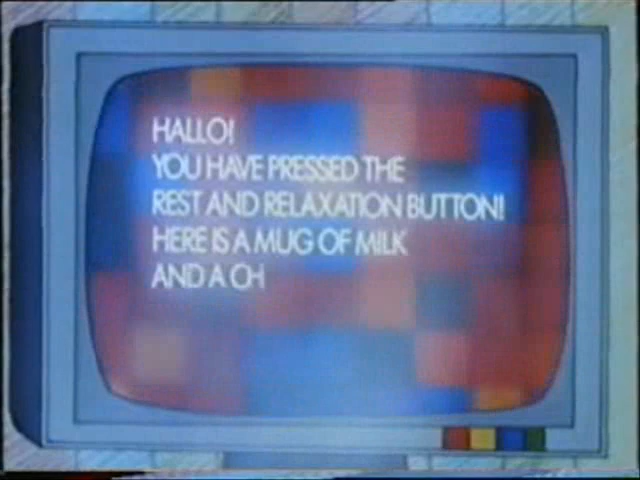 HALLO!
YOU HAVE PRESSED THE
REST AND RELAXATION BUTTON!
HERE IS A MUG OF MILK
AND A CH